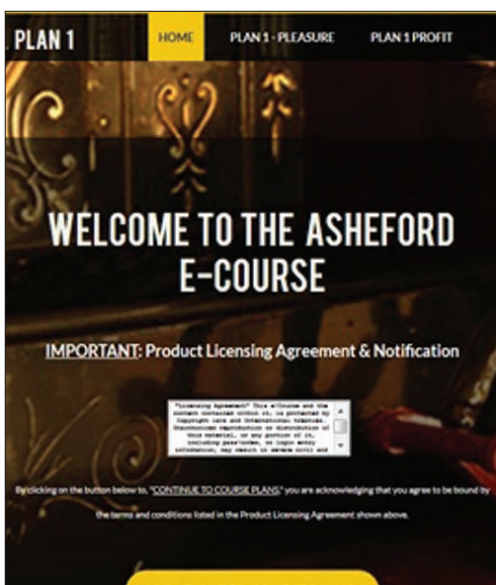 PLAN 1
HOME PLAN 1 - PLEASURE PLAN 1 PROFIT
WELCOME TO THE ASHEFORD
E-COURSE
IMPORTANT: Product Licensing Agreement & Notification
"Licensing Agreement" This e-Course and the
content contained within it, is protected by
Copyright laws and International treaties.
Unauthorized reproduction or distribution of
this material, or any portion of it,
including pass-codes, or login entry
information, may result in severe civil and
By clicking on the button below to, "CONTINUE TO COURSE PLANS," you are acknowledging that you agree to be bound by
the terms and conditions listed in the Product Licensing Agreement shown above.